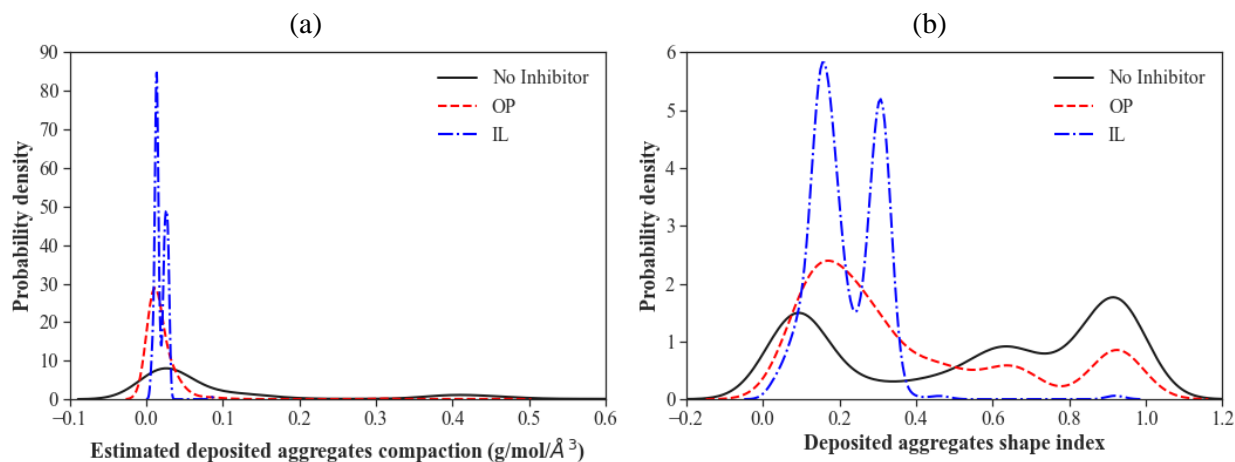 (a)
90
80
70
60
50
40
30
20
10
0
Probability density
No Inhibitor
OP
IL
−0.1 0.0 0.1 0.2 0.3 0.4 0.5 0.6
Estimated deposited aggregates compaction (g/mol/Å³)
(b)
6
5
4
3
2
1
0
Probability density
No Inhibitor
OP
IL
−0.2 0.0 0.2 0.4 0.6 0.8 1.0 1.2
Deposited aggregates shape index